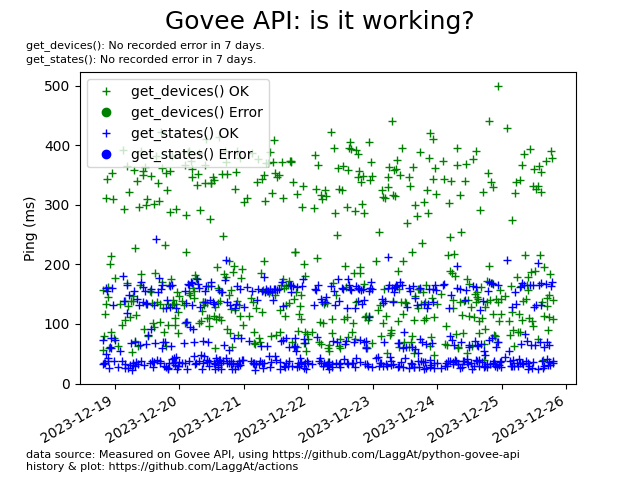 Govee API: is it working?
get_devices(): No recorded error in 7 days.
get_states(): No recorded error in 7 days.
get_devices() OK
get_devices() Error
get_states() OK
get_states() Error
500
400
300
200
100
0
Ping (ms)
2023-12-19
2023-12-20
2023-12-21
2023-12-22
2023-12-23
2023-12-24
2023-12-25
2023-12-26
data source: Measured on Govee API, using https://github.com/LaggAt/python-govee-api
history & plot: https://github.com/LaggAt/actions